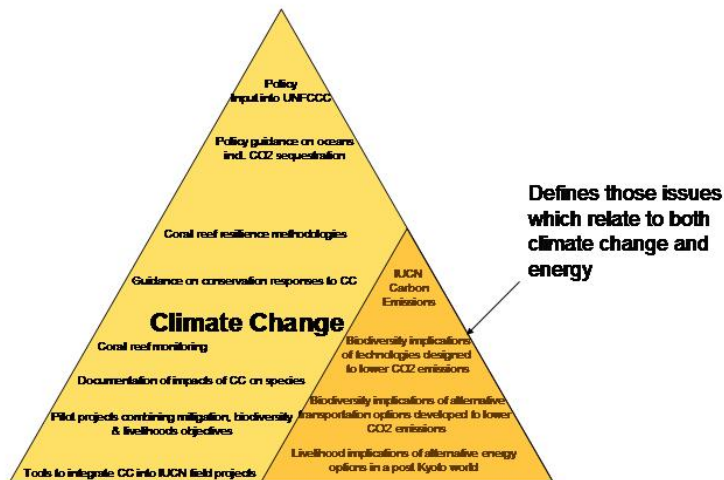 Policy
Input into UNFCCC
Policy guidance on oceans
incl. CO2 sequestration
Coral reef resilience methodologies
Guidance on conservation responses to CC
Climate Change
Coral reef monitoring
Documentation of impacts of CC on species
Pilot projects combining mitigation, biodiversity
& livelihoods objectives
Tools to integrate CC into IUCN field projects
Defines those issues
which relate to both
climate change and
energy
IUCN
Carbon
Emissions
Biodiversity implications
of technologies designed
to lower CO2 emissions
Biodiversity implications of alternative
transportation options developed to lower
CO2 emissions
Livelihood implications of alternative energy
options in a post Kyoto world